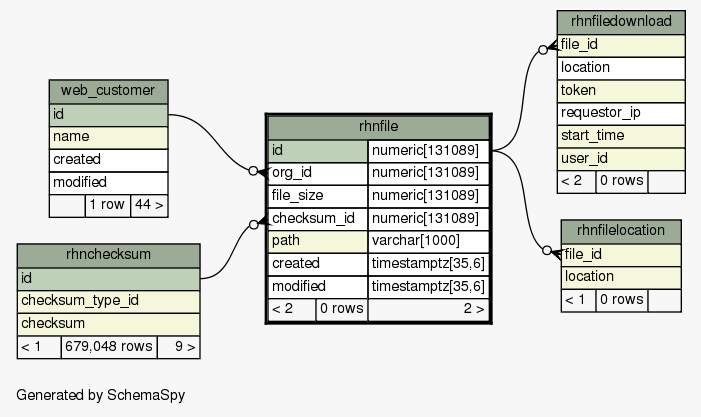 web_customer
id
name
created
modified
1 row 44 >
rhnchecksum
id
checksum_type_id
checksum
< 1 679,048 rows 9 >
rhnfile
id numeric[131089]
org_id numeric[131089]
file_size numeric[131089]
checksum_id numeric[131089]
path varchar[1000]
created timestamptz[35,6]
modified timestamptz[35,6]
< 2 0 rows 2 >
rhnfiledownload
file_id
location
token
requestor_ip
start_time
user_id
< 2 0 rows
rhnfilelocation
file_id
location
< 1 0 rows
Generated by SchemaSpy